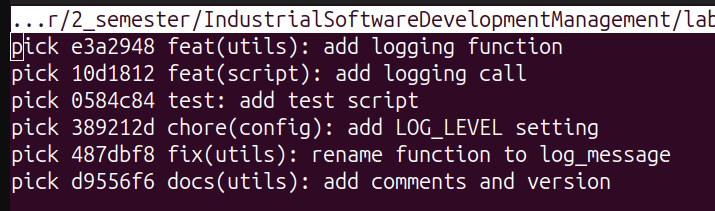 ...r/2_semester/IndustrialSoftwareDevelopmentManagement/lab
pick e3a2948 feat(utils): add logging function
pick 10d1812 feat(script): add logging call
pick 0584c84 test: add test script
pick 389212d chore(config): add LOG_LEVEL setting
pick 487dbf8 fix(utils): rename function to log_message
pick d9556f6 docs(utils): add comments and version